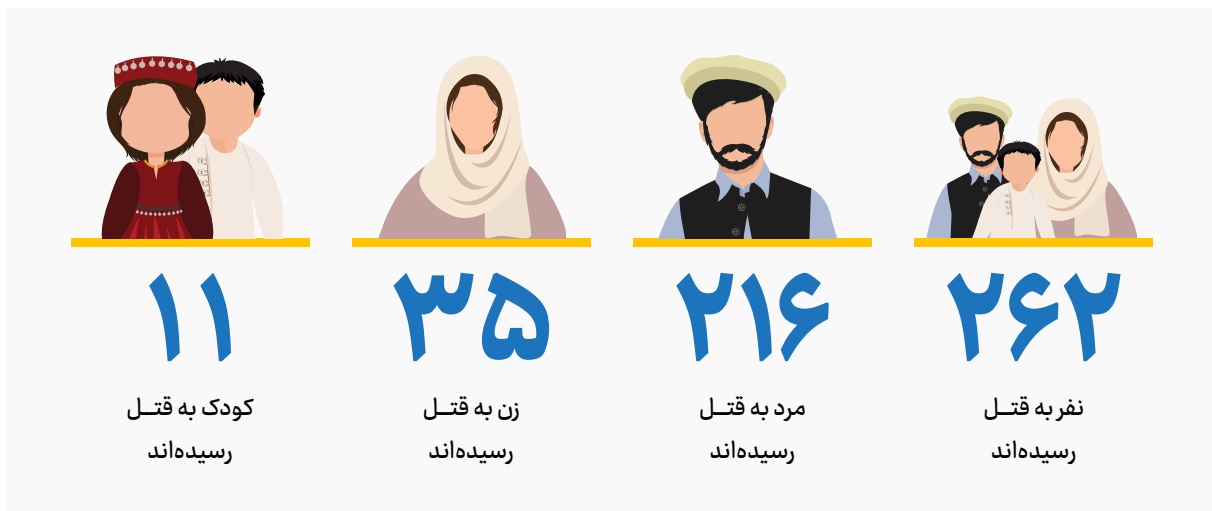 ۲۶۲
نفر به قتـل
رسیده‌اند
۲۱۶
مرد به قتـل
رسیده‌اند
۳۵
زن به قتـل
رسیده‌اند
۱۱
کودک به قتـل
رسیده‌اند